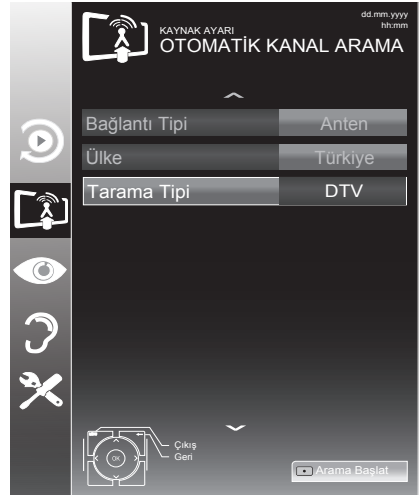 dd.mm.yyyy
hh:mm
KAYNAK AYARI
OTOMATİK KANAL ARAMA
Bağlantı Tipi Anten
Ülke Türkiye
Tarama Tipi DTV
OK
Çıkış
Geri
Arama Başlat